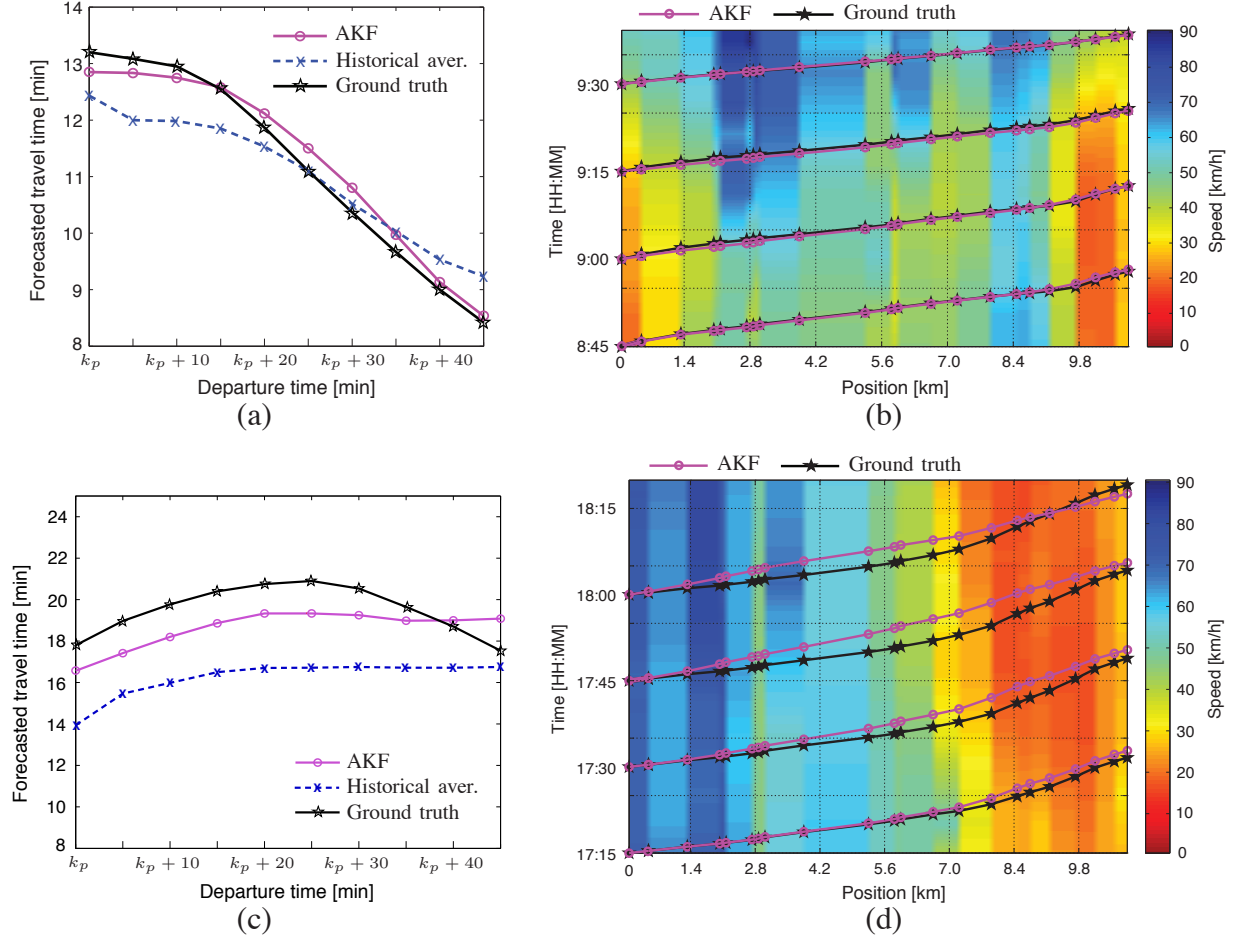 14
13
12
11
10
9
8
Forecasted travel time [min]
AKF
Historical aver.
Ground truth
k_p
k_p + 10
k_p + 20
k_p + 30
k_p + 40
Departure time [min]
(a)
AKF
Ground truth
9:30
9:15
9:00
8:45
Time [HH:MM]
0
1.4
2.8
4.2
5.6
7.0
8.4
9.8
Position [km]
90
80
70
60
50
40
30
20
10
0
Speed [km/h]
(b)
24
22
20
18
16
14
12
10
8
Forecasted travel time [min]
AKF
Historical aver.
Ground truth
k_p
k_p + 10
k_p + 20
k_p + 30
k_p + 40
Departure time [min]
(c)
AKF
Ground truth
18:15
18:00
17:45
17:30
17:15
Time [HH:MM]
0
1.4
2.8
4.2
5.6
7.0
8.4
9.8
Position [km]
90
80
70
60
50
40
30
20
10
0
Speed [km/h]
(d)